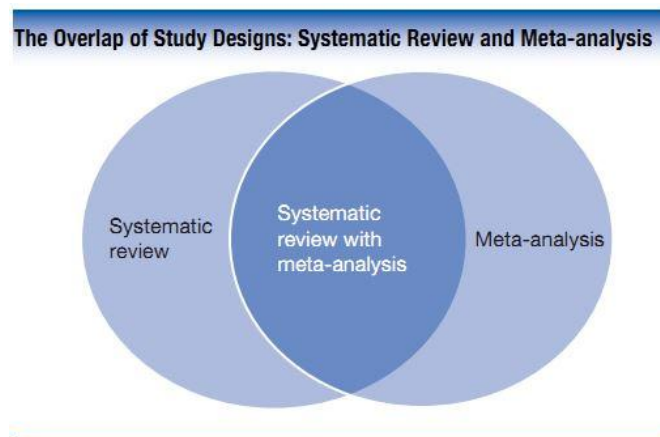 The Overlap of Study Designs: Systematic Review and Meta-analysis
Systematic
review
Systematic
review with
meta-analysis
Meta-analysis